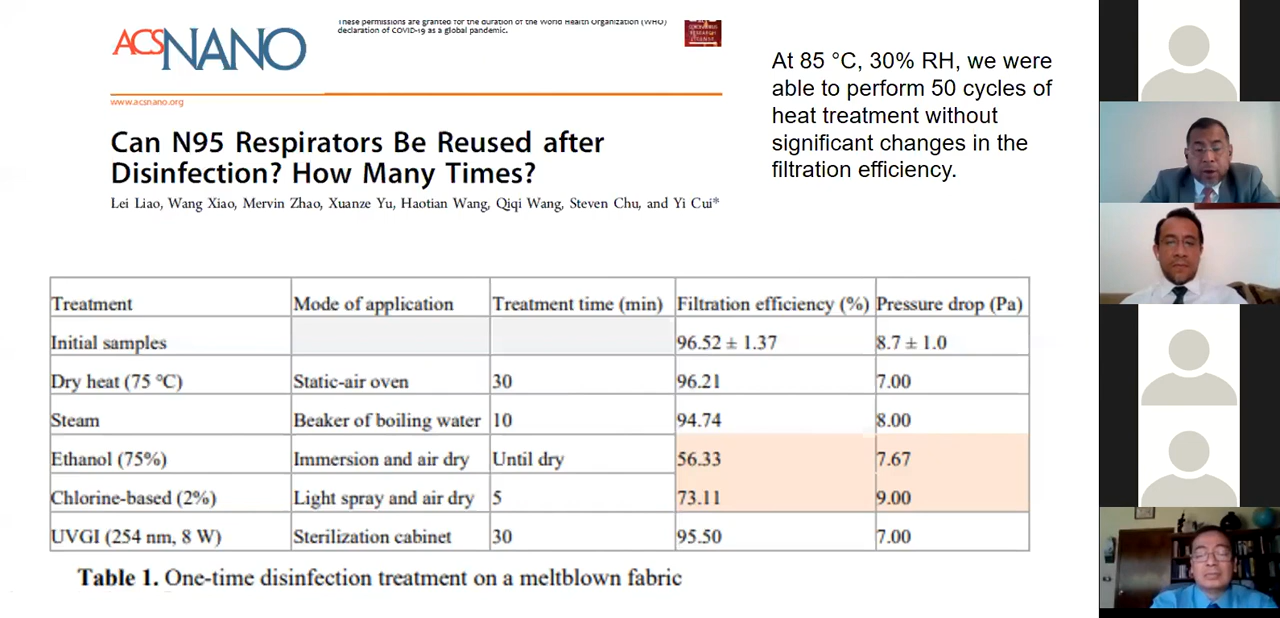 These permissions are granted for the duration of the World Health Organization (WHO)
declaration of COVID-19 as a global pandemic.
ACSNANO
CORONAVIRUS
RESEARCH
www.acsnano.org
Can N95 Respirators Be Reused after
Disinfection? How Many Times?
Lei Liao, Wang Xiao, Mervin Zhao, Xuanze Yu, Haotian Wang, Qiqi Wang, Steven Chu, and Yi Cui*
At 85 °C, 30% RH, we were
able to perform 50 cycles of
heat treatment without
significant changes in the
filtration efficiency.
Treatment Mode of application Treatment time (min) Filtration efficiency (%) Pressure drop (Pa)
Initial samples 96.52 ± 1.37 8.7 ± 1.0
Dry heat (75 °C) Static-air oven 30 96.21 7.00
Steam Beaker of boiling water 10 94.74 8.00
Ethanol (75%) Immersion and air dry Until dry 56.33 7.67
Chlorine-based (2%) Light spray and air dry 5 73.11 9.00
UVGI (254 nm, 8 W) Sterilization cabinet 30 95.50 7.00
Table 1. One-time disinfection treatment on a meltblown fabric